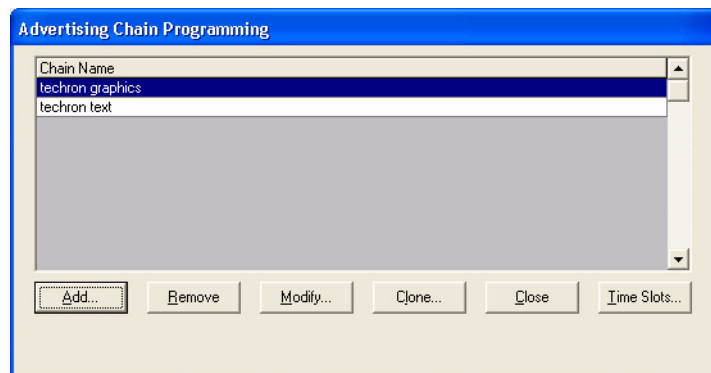 Advertising Chain Programming
Chain Name
techron graphics
techron text
Add... Remove Modify... Clone... Close Time Slots...